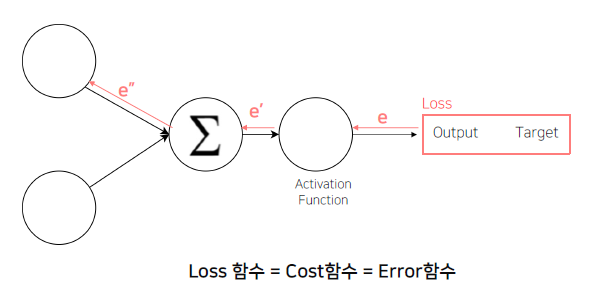 e"
e'
e
Loss
Output Target
Σ
Activation
Function
Loss 함수 = Cost함수 = Error함수